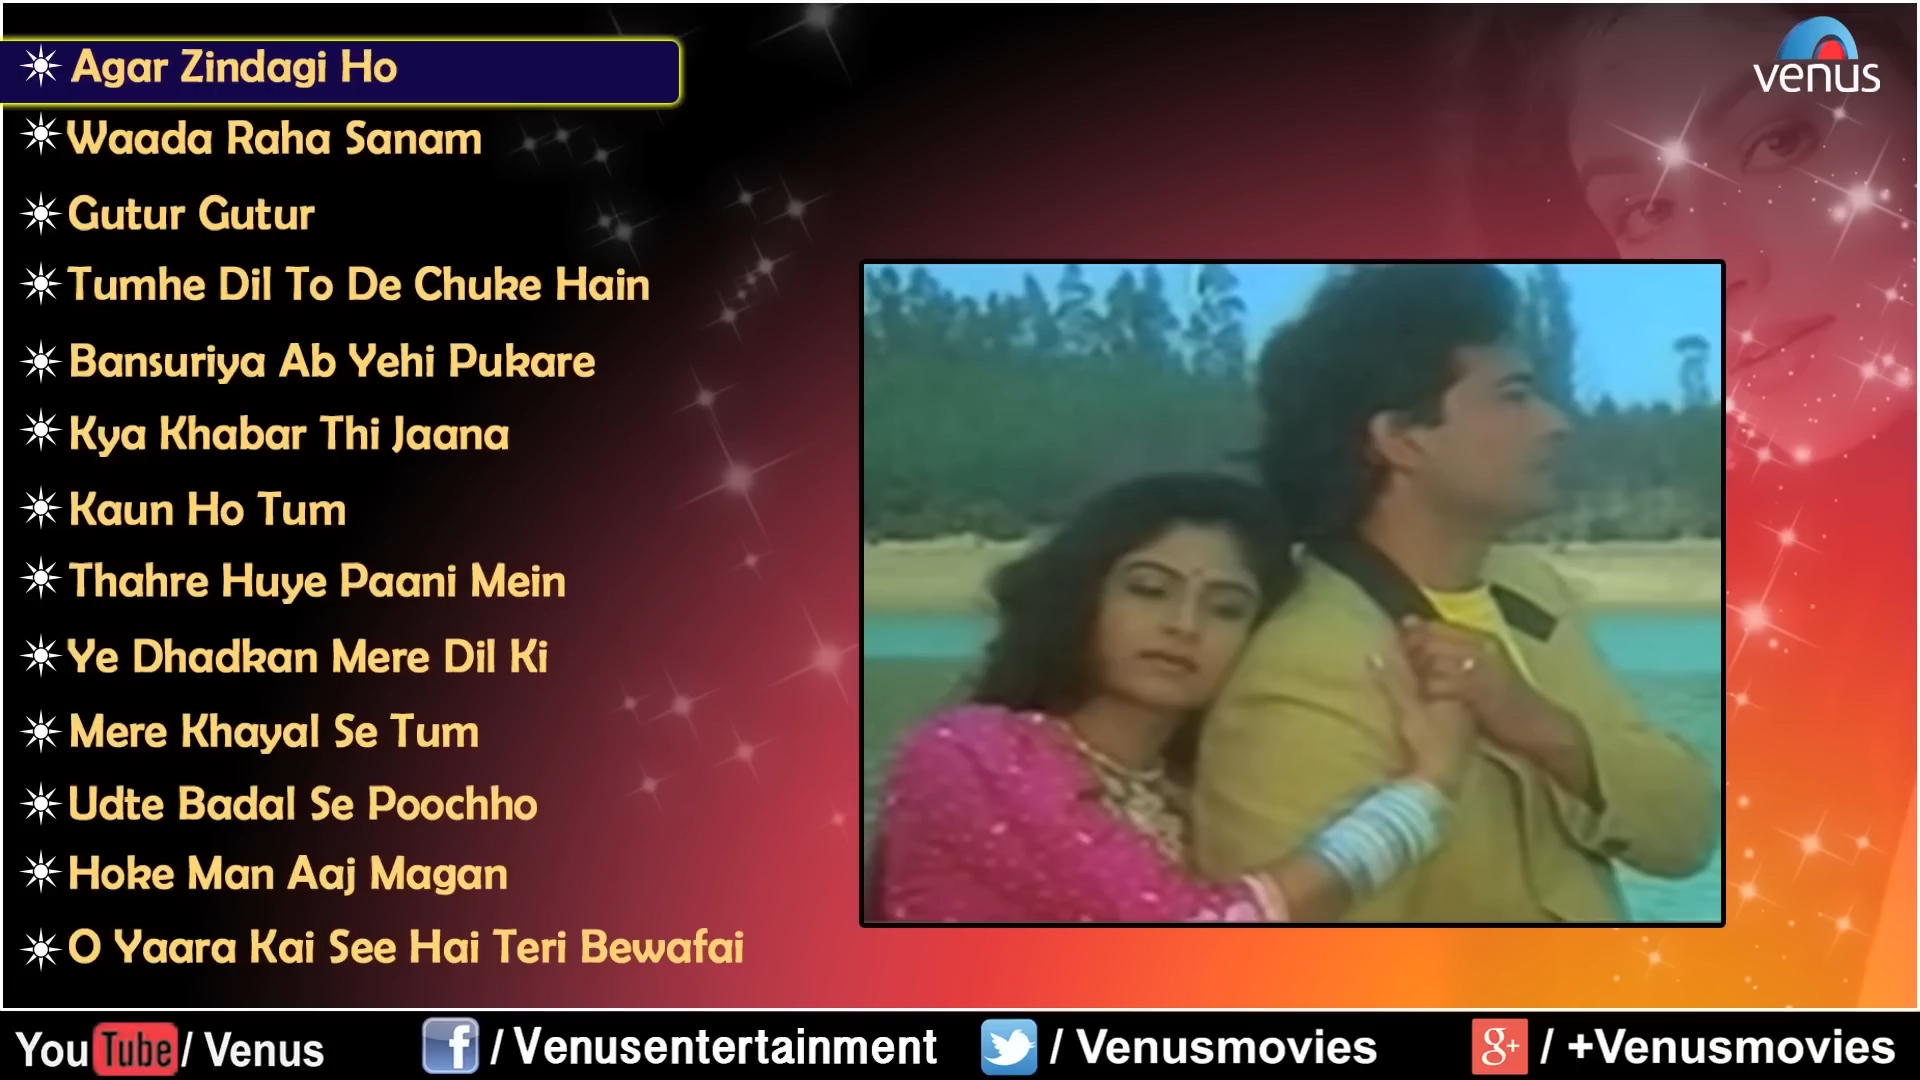 Agar Zindagi Ho
Waada Raha Sanam
Gutur Gutur
Tumhe Dil To De Chuke Hain
Bansuriya Ab Yehi Pukare
Kya Khabar Thi Jaana
Kaun Ho Tum
Thahre Huye Paani Mein
Ye Dhadkan Mere Dil Ki
Mere Khayal Se Tum
Udte Badal Se Poochho
Hoke Man Aaj Magan
O Yaara Kai See Hai Teri Bewafai
venus
YouTube / Venus
f / Venusentertainment
/ Venusmovies
g+ / +Venusmovies